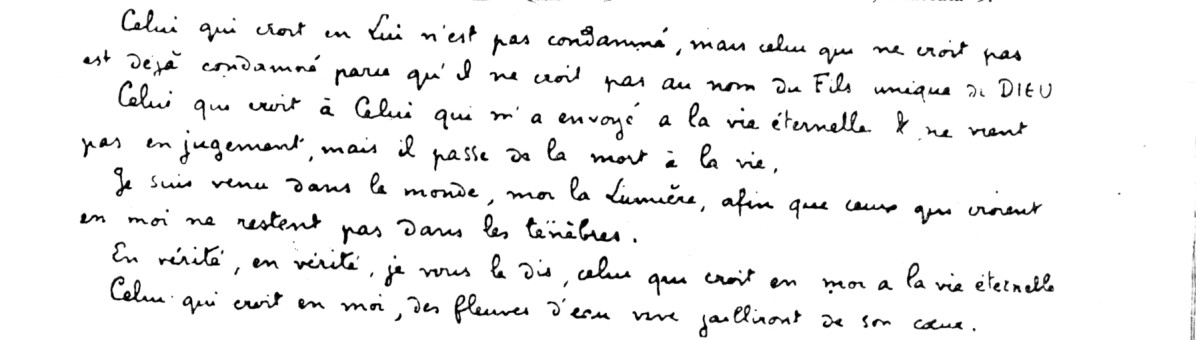 Celui qui croit en Lui n'est pas condamné, mais celui qui ne croit pas
est déjà condamné parce qu'il ne croit pas au nom du Fils unique de DIEU
Celui qui croit à Celui qui m'a envoyé a la vie éternelle & ne vient
pas en jugement, mais il passe de la mort à la vie.
Je suis venu dans le monde, moi la Lumière, afin que ceux qui croient
en moi ne restent pas dans les ténèbres.
En vérité, en vérité, je vous le dis, celui qui croit en moi a la vie éternelle
Celui qui croit en moi, des fleuves d'eau vive jailliront de son cœur.